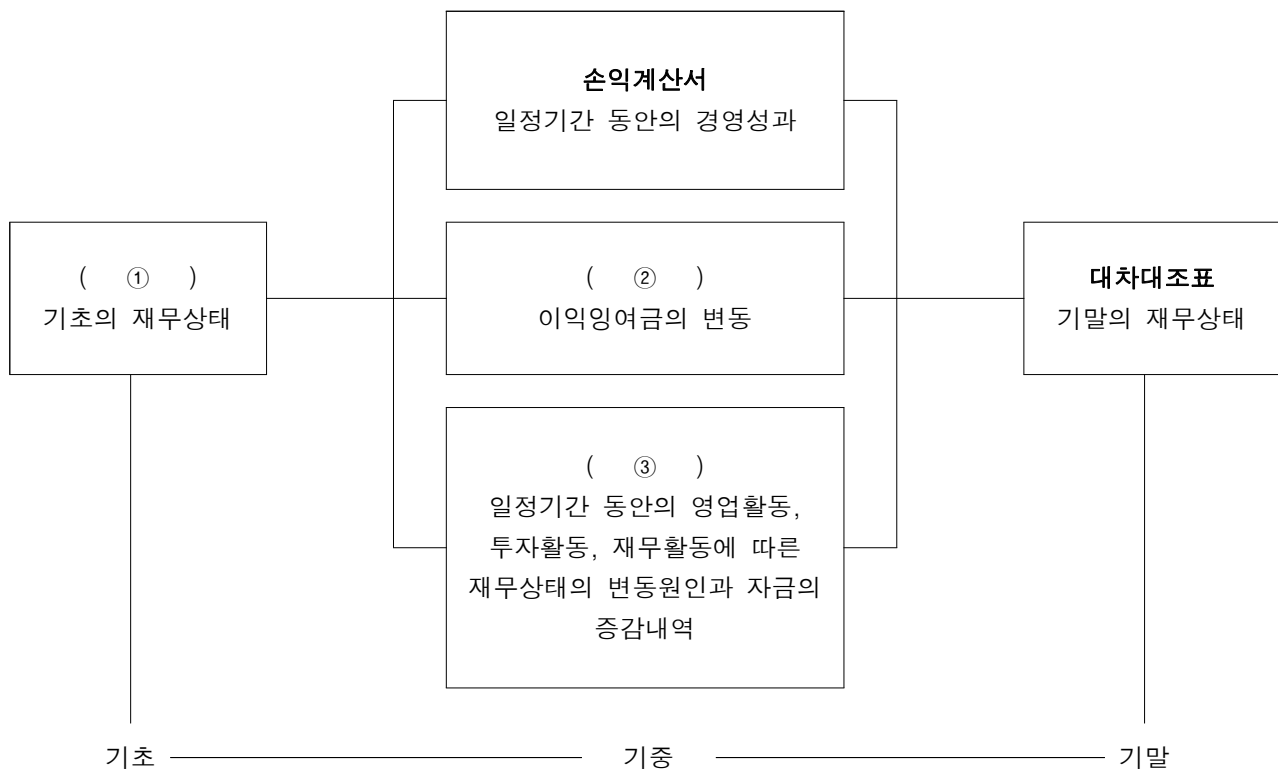 손익계산서
일정기간 동안의 경영성과
( ① )
기초의 재무상태
( ② )
이익잉여금의 변동
대차대조표
기말의 재무상태
( ③ )
일정기간 동안의 영업활동,
투자활동, 재무활동에 따른
재무상태의 변동원인과 자금의
증감내역
기초
기중
기말